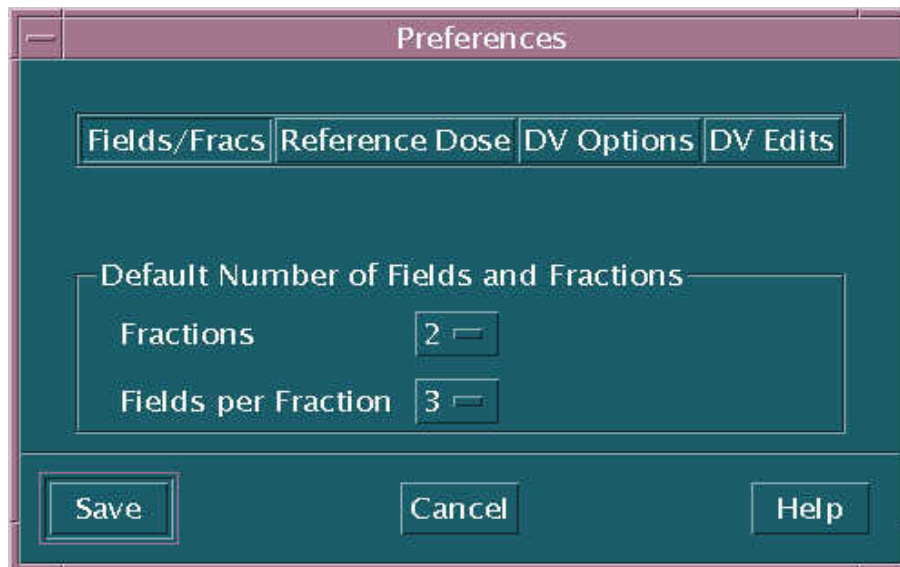 Preferences
Fields/Fracs Reference Dose DV Options DV Edits
Default Number of Fields and Fractions
Fractions 2
Fields per Fraction 3
Save Cancel Help